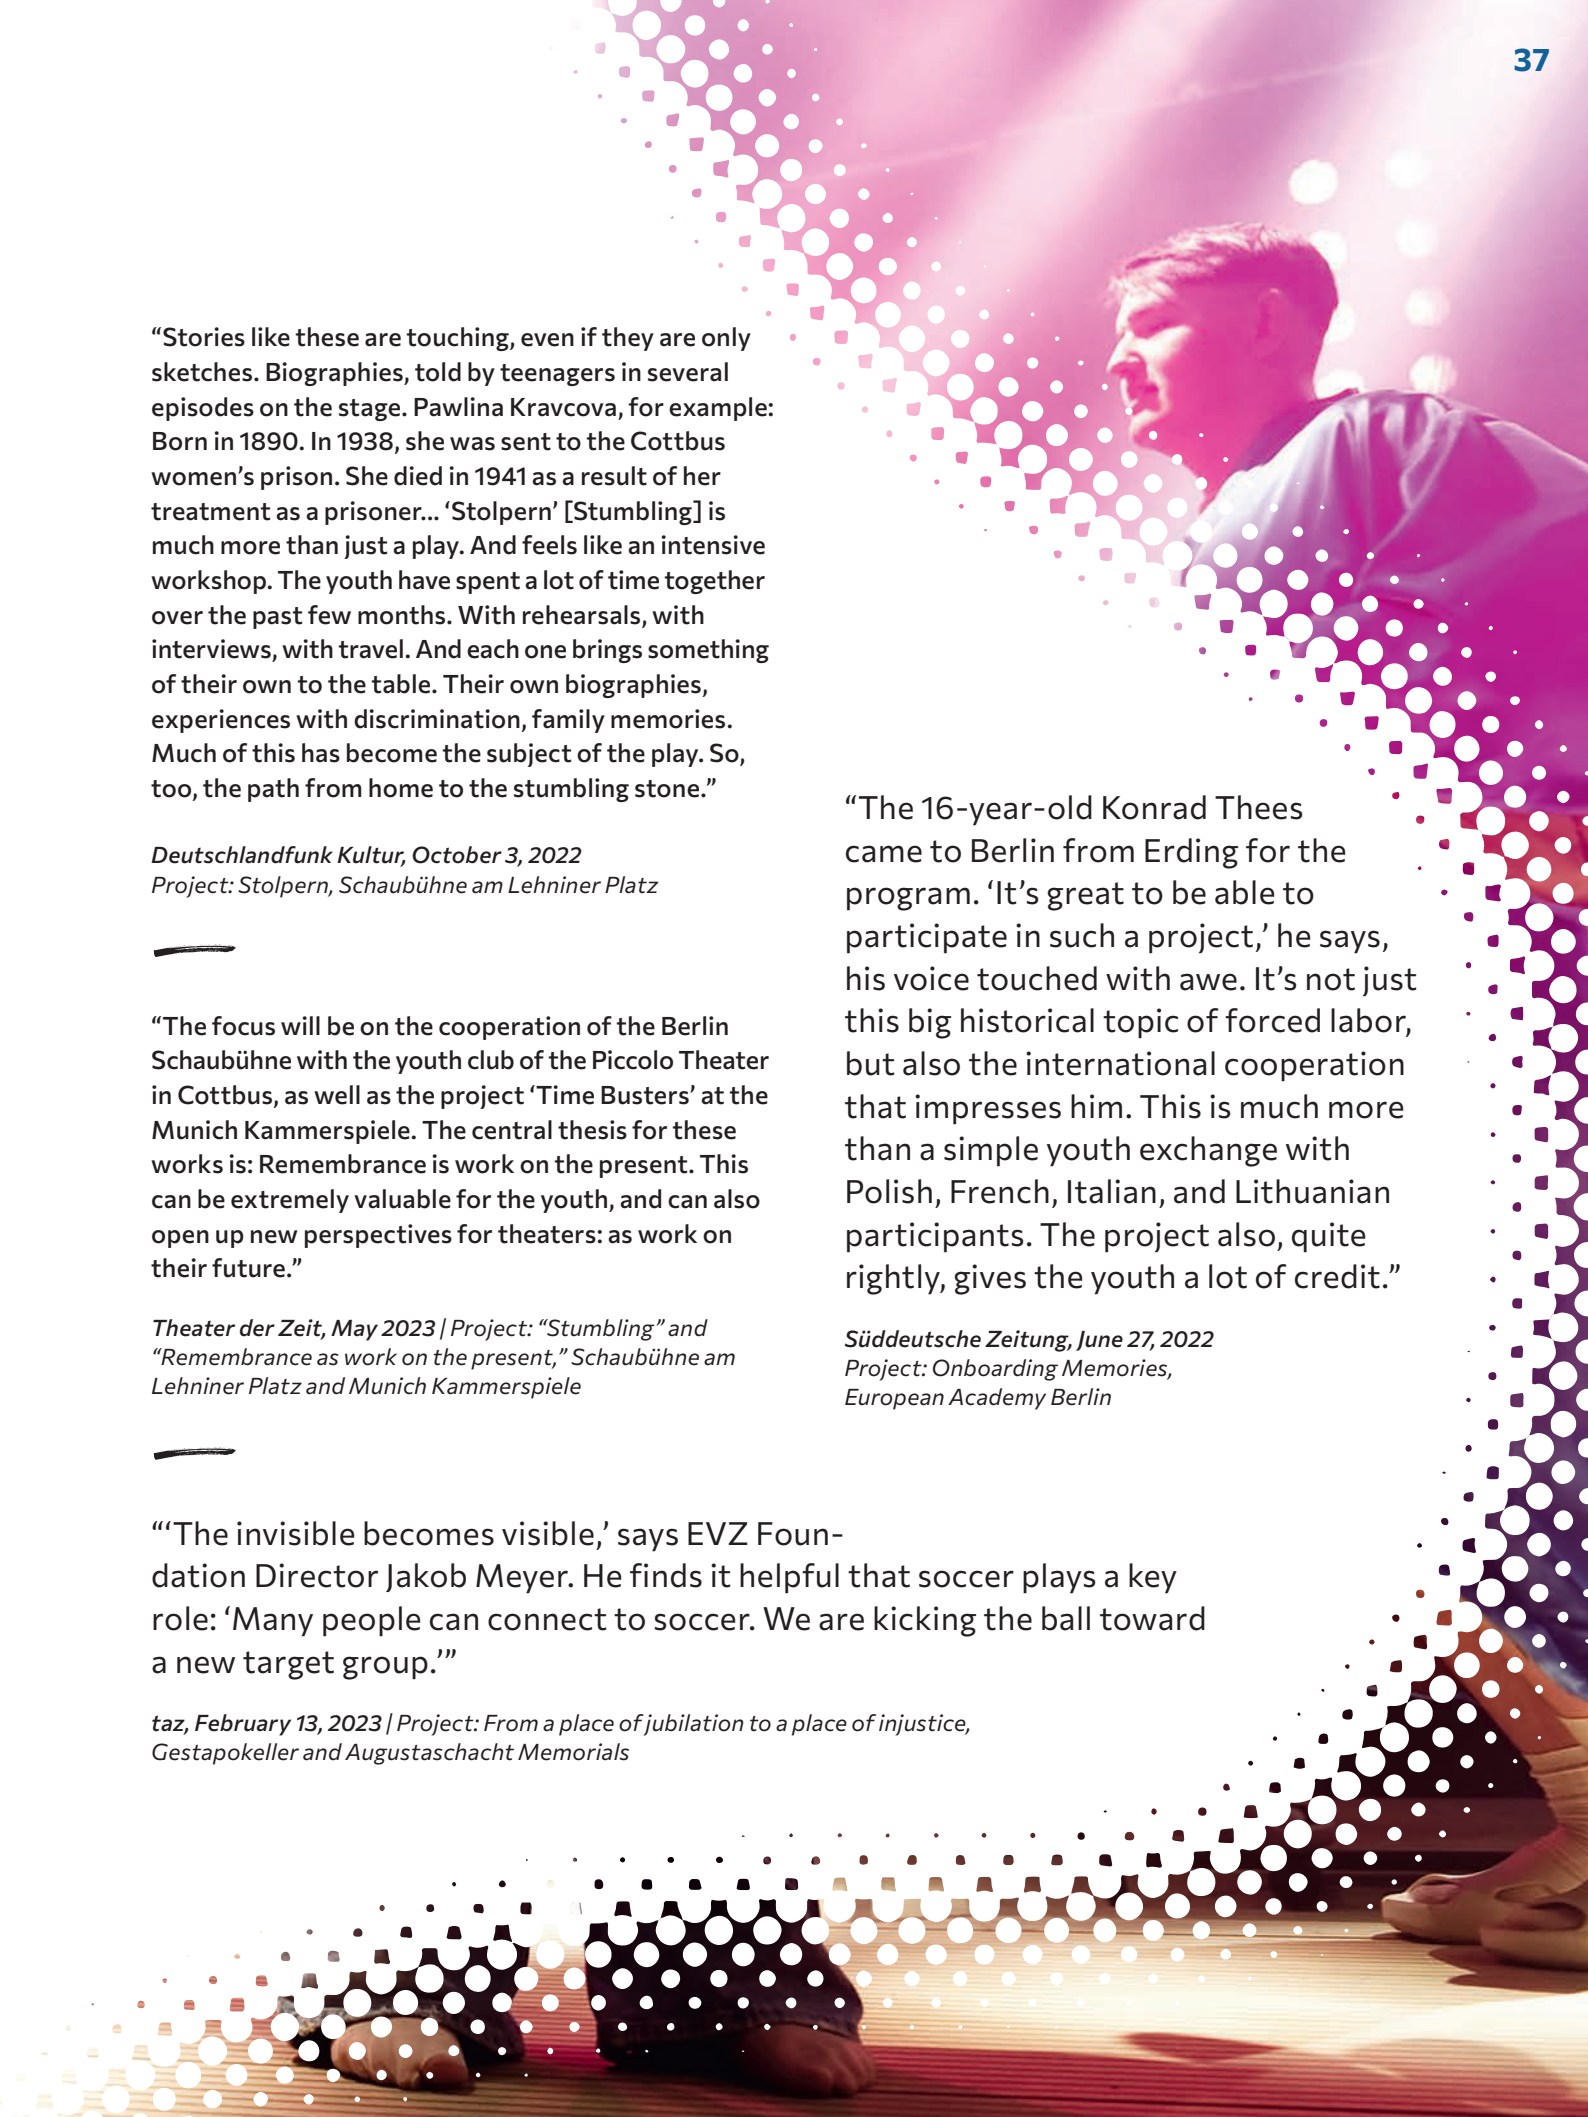 37
“Stories like these are touching, even if they are only
sketches. Biographies, told by teenagers in several
episodes on the stage. Pawlina Kravcova, for example:
Born in 1890. In 1938, she was sent to the Cottbus
women’s prison. She died in 1941 as a result of her
treatment as a prisoner… ‘Stolpern’ [Stumbling] is
much more than just a play. And feels like an intensive
workshop. The youth have spent a lot of time together
over the past few months. With rehearsals, with
interviews, with travel. And each one brings something
of their own to the table. Their own biographies,
experiences with discrimination, family memories.
Much of this has become the subject of the play. So,
too, the path from home to the stumbling stone.”
Deutschlandfunk Kultur, October 3, 2022
Project: Stolpern, Schaubühne am Lehniner Platz
“The focus will be on the cooperation of the Berlin
Schaubühne with the youth club of the Piccolo Theater
in Cottbus, as well as the project ‘Time Busters’ at the
Munich Kammerspiele. The central thesis for these
works is: Remembrance is work on the present. This
can be extremely valuable for the youth, and can also
open up new perspectives for theaters: as work on
their future.”
Theater der Zeit, May 2023 | Project: “Stumbling” and
“Remembrance as work on the present,” Schaubühne am
Lehniner Platz and Munich Kammerspiele
“The 16-year-old Konrad Thees
came to Berlin from Erding for the
program. ‘It’s great to be able to
participate in such a project,’ he says,
his voice touched with awe. It’s not just
this big historical topic of forced labor,
but also the international cooperation
that impresses him. This is much more
than a simple youth exchange with
Polish, French, Italian, and Lithuanian
participants. The project also, quite
rightly, gives the youth a lot of credit.”
Süddeutsche Zeitung, June 27, 2022
Project: Onboarding Memories,
European Academy Berlin
“‘The invisible becomes visible,’ says EVZ Foun-
dation Director Jakob Meyer. He finds it helpful that soccer plays a key
role: ‘Many people can connect to soccer. We are kicking the ball toward
a new target group.’”
taz, February 13, 2023 | Project: From a place of jubilation to a place of injustice,
Gestapokeller and Augustaschacht Memorials